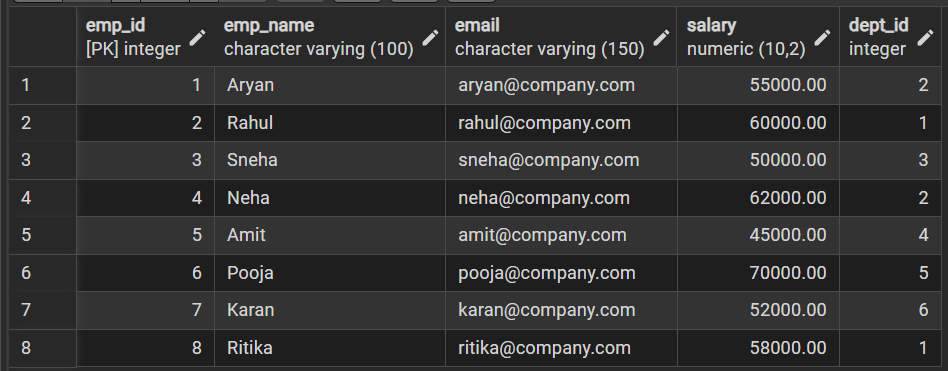 emp_id emp_name email salary dept_id
[PK] integer character varying (100) character varying (150) numeric (10,2) integer
1 1 Aryan aryan@company.com 55000.00 2
2 2 Rahul rahul@company.com 60000.00 1
3 3 Sneha sneha@company.com 50000.00 3
4 4 Neha neha@company.com 62000.00 2
5 5 Amit amit@company.com 45000.00 4
6 6 Pooja pooja@company.com 70000.00 5
7 7 Karan karan@company.com 52000.00 6
8 8 Ritika ritika@company.com 58000.00 1